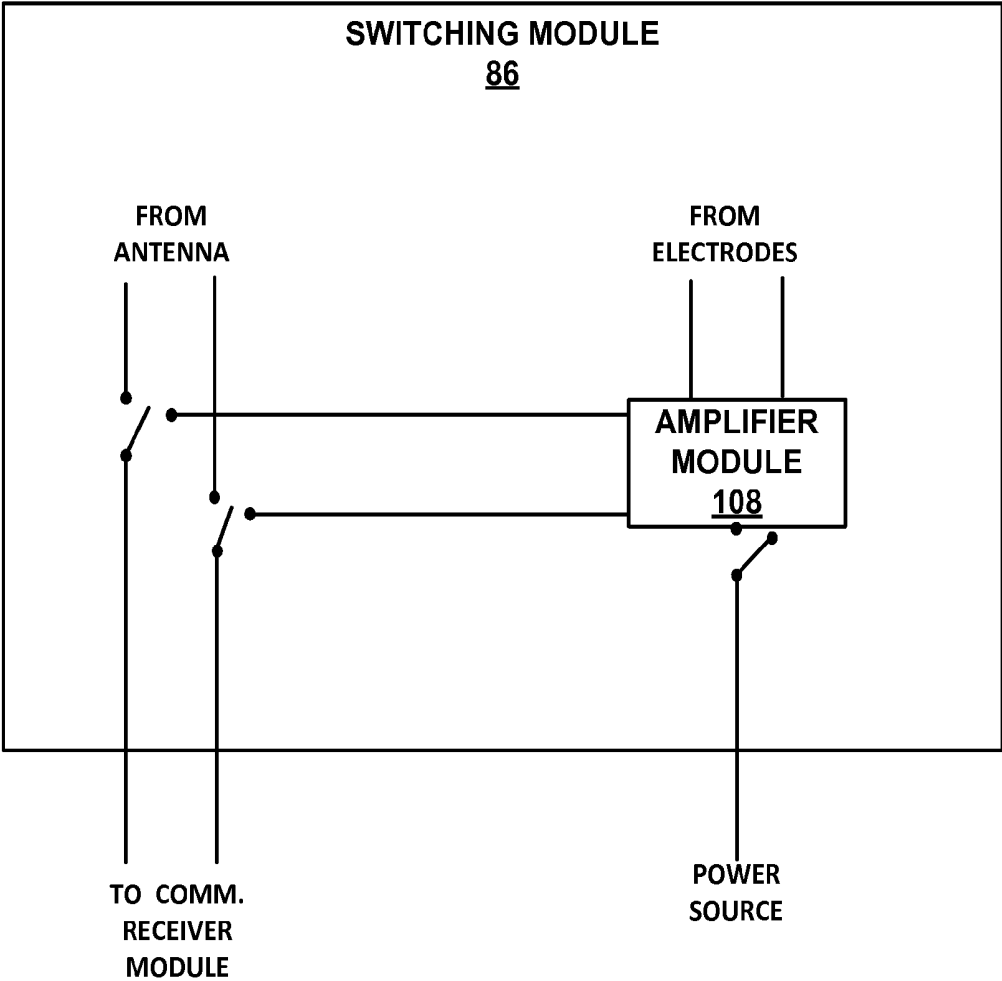 SWITCHING MODULE
86
FROM
ANTENNA
FROM
ELECTRODES
AMPLIFIER
MODULE
108
TO COMM.
RECEIVER
MODULE
POWER
SOURCE